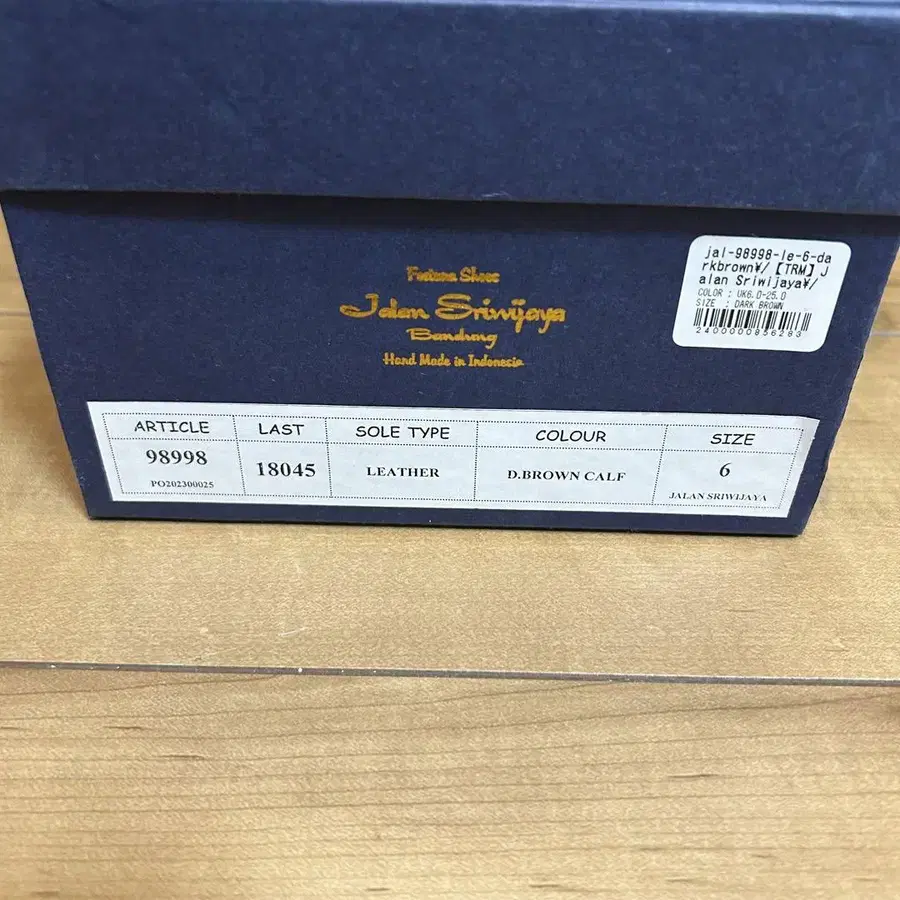 jal-98998-le-6-da
rkbrown¥/【TRM】J
alan Sriwijaya¥/
COLOR : UK6.0-25.0
SIZE : DARK BROWN
2400000856283
Fortuna Shoes
Jalan Sriwijaya
Bandung
Hand Made in Indonesia
ARTICLE LAST SOLE TYPE COLOUR SIZE
98998 18045 LEATHER D.BROWN CALF 6
PO202300025 JALAN SRIWIJAYA